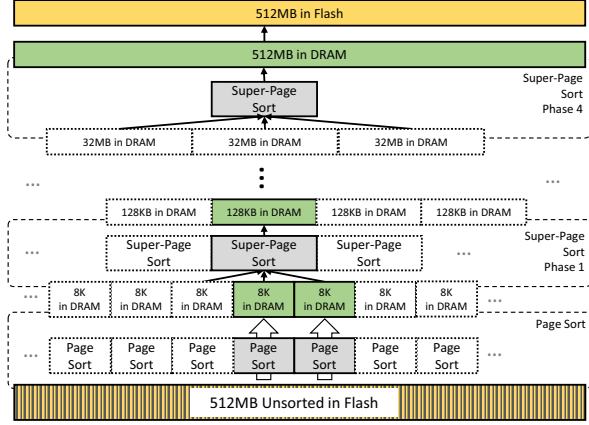 512MB in Flash
512MB in DRAM
Super-Page
Sort
Super-Page
Sort
Phase 4
32MB in DRAM 32MB in DRAM 32MB in DRAM
... ... ...
128KB in DRAM 128KB in DRAM 128KB in DRAM 128KB in DRAM
... Super-Page Super-Page Super-Page ...
Sort Sort Sort
Super-Page
Sort
Phase 1
... 8K 8K 8K 8K 8K 8K 8K ...
in DRAM in DRAM in DRAM in DRAM in DRAM in DRAM in DRAM
Page Sort
... Page Page Page Page Page Page Page ...
Sort Sort Sort Sort Sort Sort Sort
512MB Unsorted in Flash